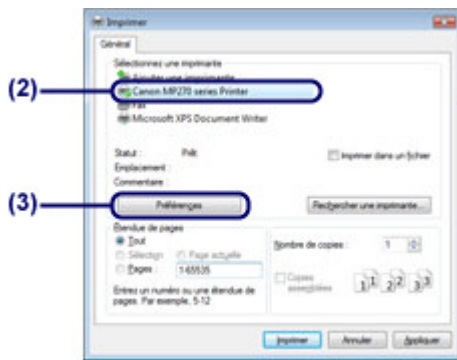 Imprimer
Général
Sélectionnez une imprimante
Ajouter une imprimante
(2)
Canon MP270 series Printer
Fax
Microsoft XPS Document Writer
Statut : Prêt
Imprimer dans un fichier
Emplacement :
Commentaire :
(3)
Préférences
Rechercher une imprimante...
Étendue de pages
Tout
Nombre de copies : 1
Sélection
Page actuelle
Pages : 1-65535
Copies assemblées
11 22 33
Entrez un numéro ou une étendue de
pages. Par exemple, 5-12
Imprimer
Annuler
Appliquer